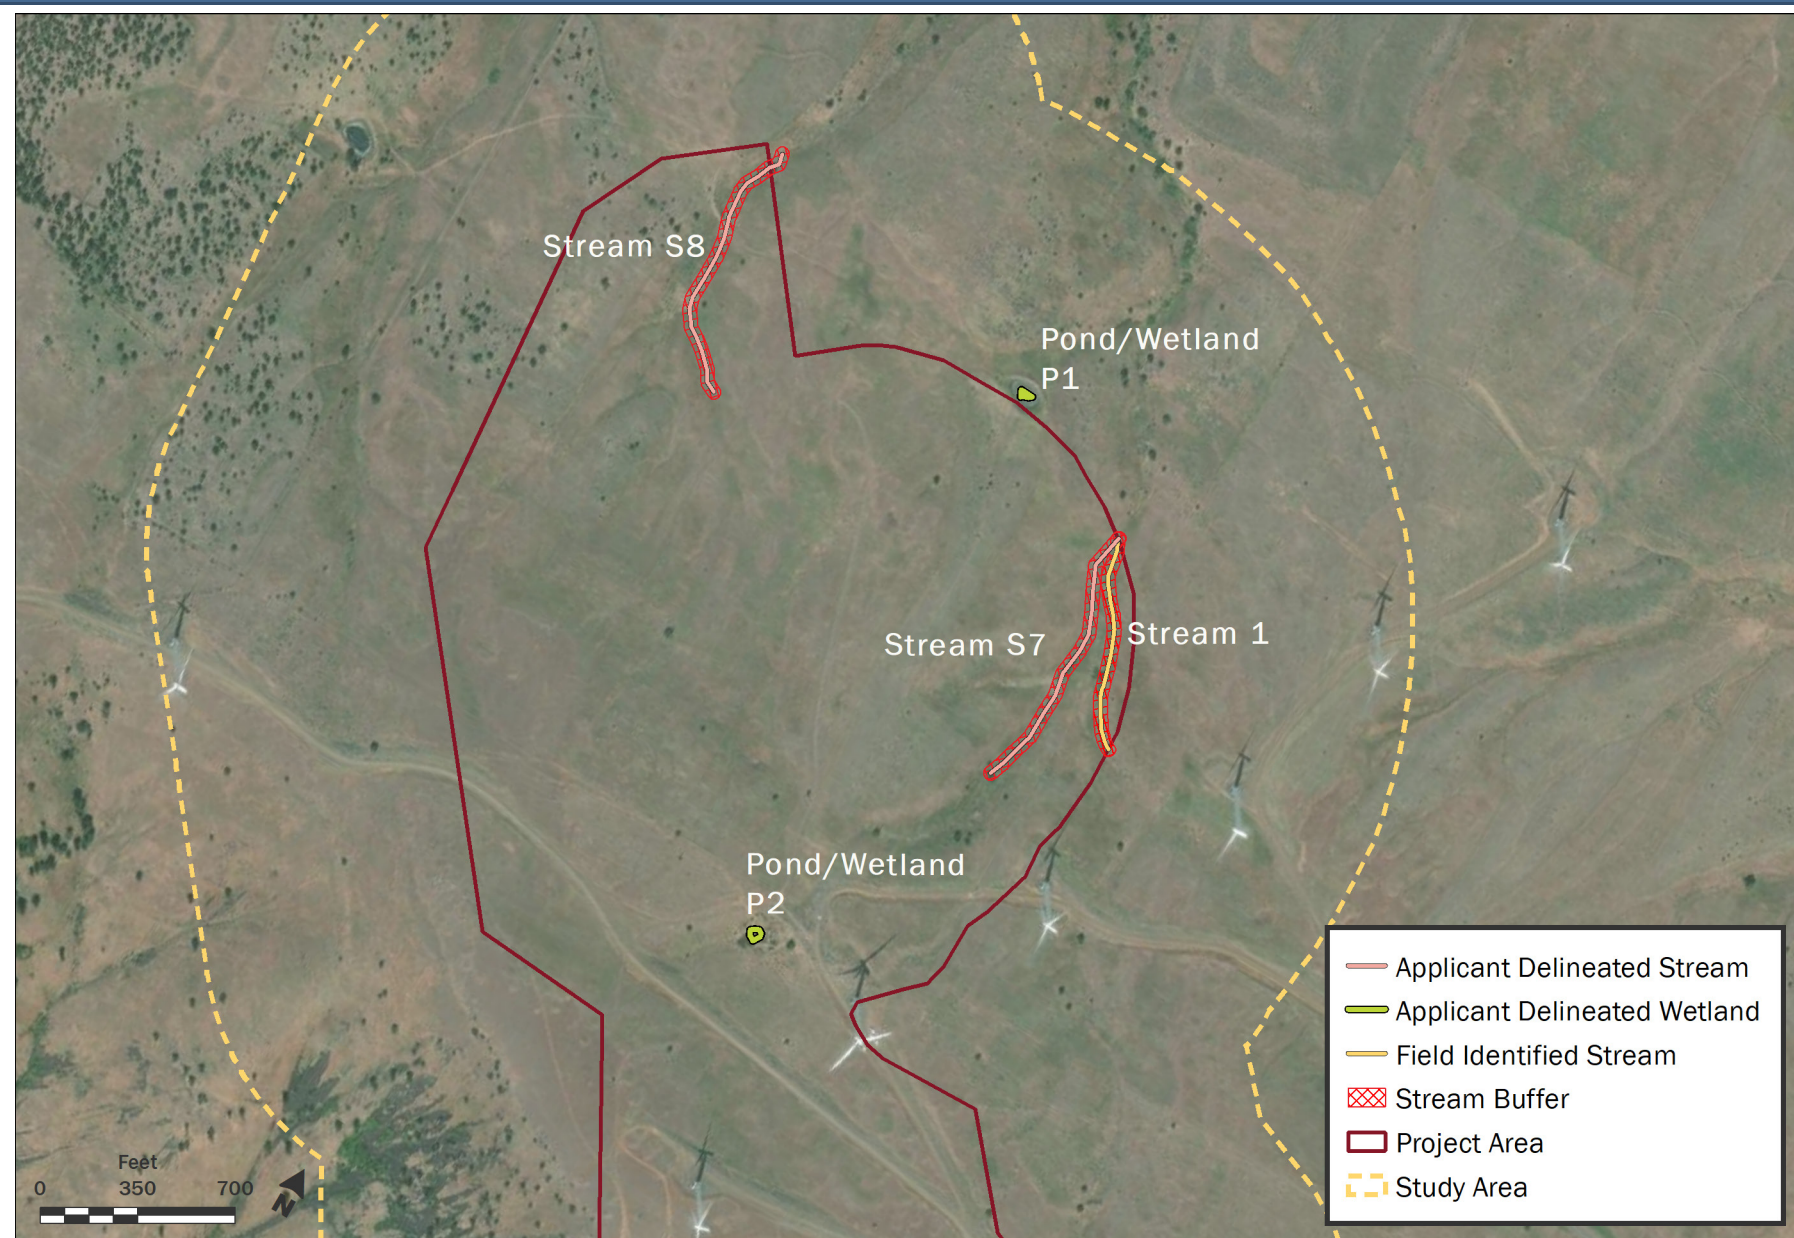 Stream S8
Pond/Wetland
P1
Stream S7
Stream 1
Pond/Wetland
P2
Applicant Delineated Stream
Applicant Delineated Wetland
Field Identified Stream
Stream Buffer
Project Area
Study Area
Feet
0 350 700
N